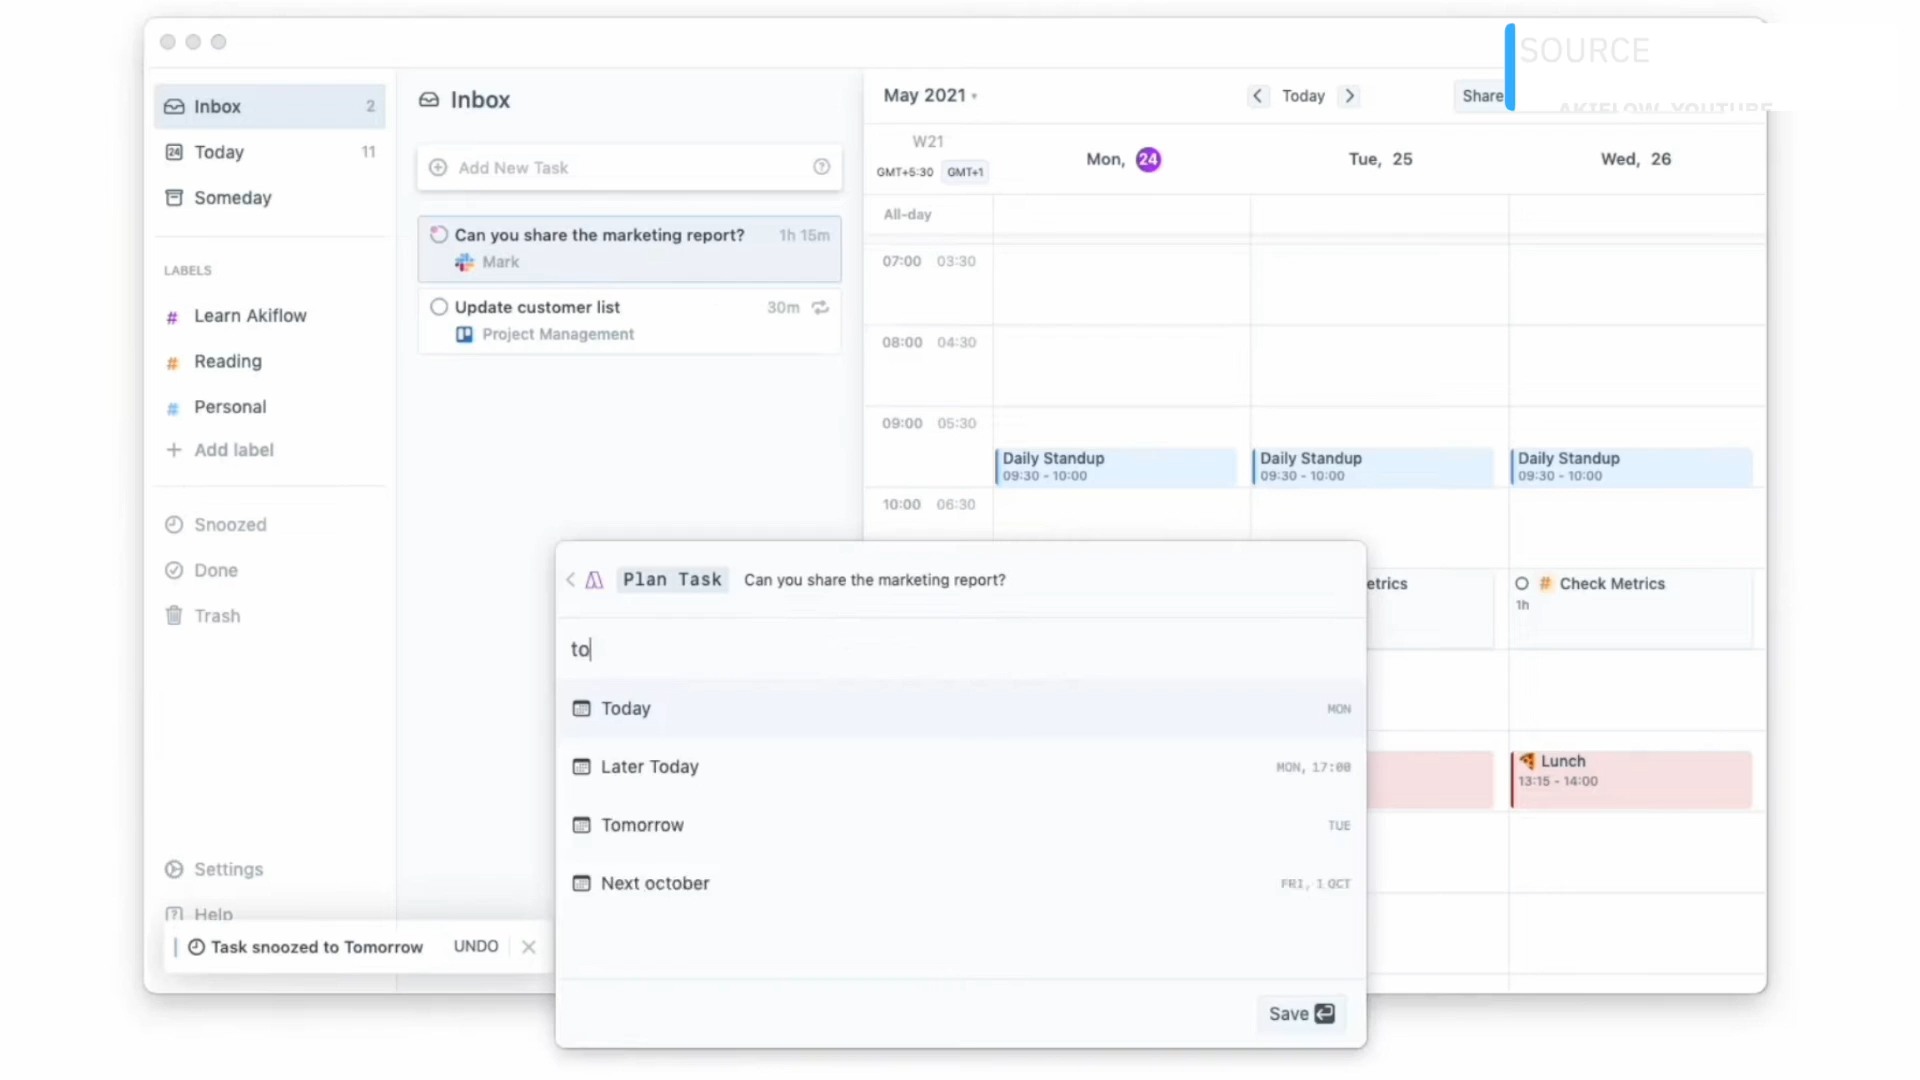 SOURCE
AKIFLOW YOUTUBE
Inbox 2
24 Today 11
Someday
LABELS
# Learn Akiflow
# Reading
# Personal
+ Add label
Snoozed
Done
Trash
Settings
? Help
Task snoozed to Tomorrow UNDO
Inbox
Add New Task ?
Can you share the marketing report? 1h 15m
Mark
Update customer list 30m
Project Management
May 2021 Today Share
W21
GMT+5:30 GMT+1
Mon, 24 Tue, 25 Wed, 26
All-day
07:00 03:30
08:00 04:30
09:00 05:30
Daily Standup Daily Standup Daily Standup
09:30 - 10:00 09:30 - 10:00 09:30 - 10:00
10:00 06:30
etrics # Check Metrics
1h
Lunch
13:15 - 14:00
Plan Task Can you share the marketing report?
to
Today MON
Later Today MON, 17:00
Tomorrow TUE
Next october FRI, 1 OCT
Save